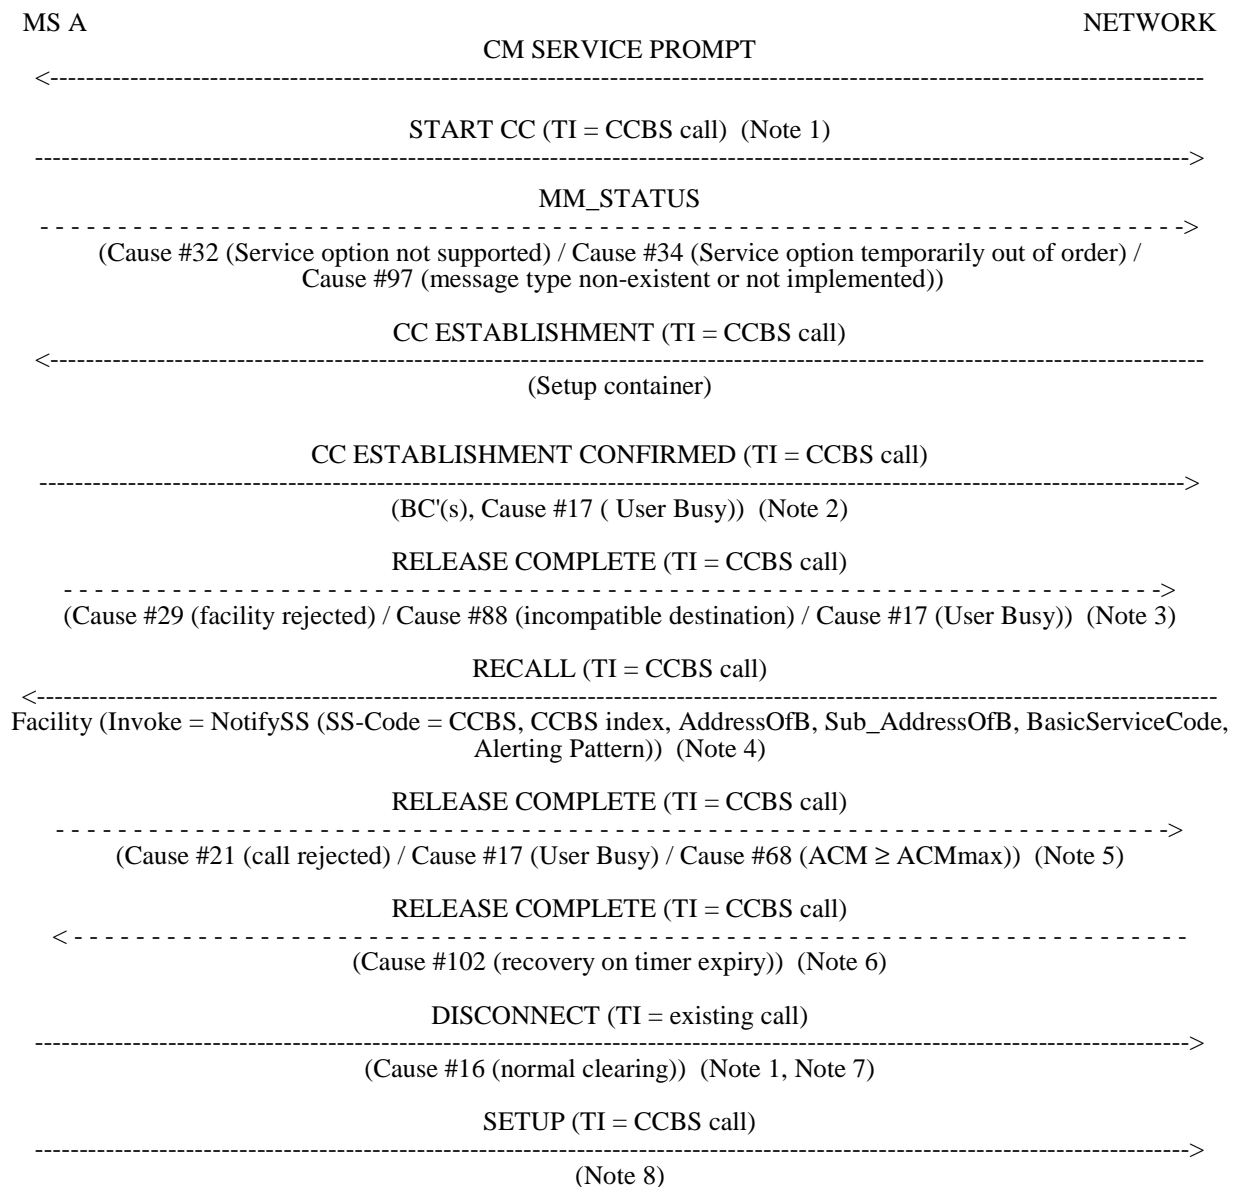 MS A NETWORK
CM SERVICE PROMPT
<--------------------------------------------------------------------------------------------------------------------------------
START CC (TI = CCBS call) (Note 1)
-------------------------------------------------------------------------------------------------------------------------------->
MM_STATUS
- - - - - - - - - - - - - - - - - - - - - - - - - - - - - - - - - - - - - - - - - - - - - - - - - - - - - - - - - - - - - - - - - - - - - - - - - ->
(Cause #32 (Service option not supported) / Cause #34 (Service option temporarily out of order) /
Cause #97 (message type non-existent or not implemented))
CC ESTABLISHMENT (TI = CCBS call)
<--------------------------------------------------------------------------------------------------------------------------------
(Setup container)
CC ESTABLISHMENT CONFIRMED (TI = CCBS call)
-------------------------------------------------------------------------------------------------------------------------------->
(BC'(s), Cause #17 ( User Busy)) (Note 2)
RELEASE COMPLETE (TI = CCBS call)
- - - - - - - - - - - - - - - - - - - - - - - - - - - - - - - - - - - - - - - - - - - - - - - - - - - - - - - - - - - - - - - - - - - - - - ->
(Cause #29 (facility rejected) / Cause #88 (incompatible destination) / Cause #17 (User Busy)) (Note 3)
RECALL (TI = CCBS call)
<-----------------------------------------------------------------------------------------------------------------------------------
Facility (Invoke = NotifySS (SS-Code = CCBS, CCBS index, AddressOfB, Sub_AddressOfB, BasicServiceCode,
Alerting Pattern)) (Note 4)
RELEASE COMPLETE (TI = CCBS call)
- - - - - - - - - - - - - - - - - - - - - - - - - - - - - - - - - - - - - - - - - - - - - - - - - - - - - - - - - - - - - - - - - - - - - - - ->
(Cause #21 (call rejected) / Cause #17 (User Busy) / Cause #68 (ACM ≥ ACMmax)) (Note 5)
RELEASE COMPLETE (TI = CCBS call)
< - - - - - - - - - - - - - - - - - - - - - - - - - - - - - - - - - - - - - - - - - - - - - - - - - - - - - - - - - - - - - - - - - - - - - - - -
(Cause #102 (recovery on timer expiry)) (Note 6)
DISCONNECT (TI = existing call)
-------------------------------------------------------------------------------------------------------------------------------->
(Cause #16 (normal clearing)) (Note 1, Note 7)
SETUP (TI = CCBS call)
-------------------------------------------------------------------------------------------------------------------------------->
(Note 8)